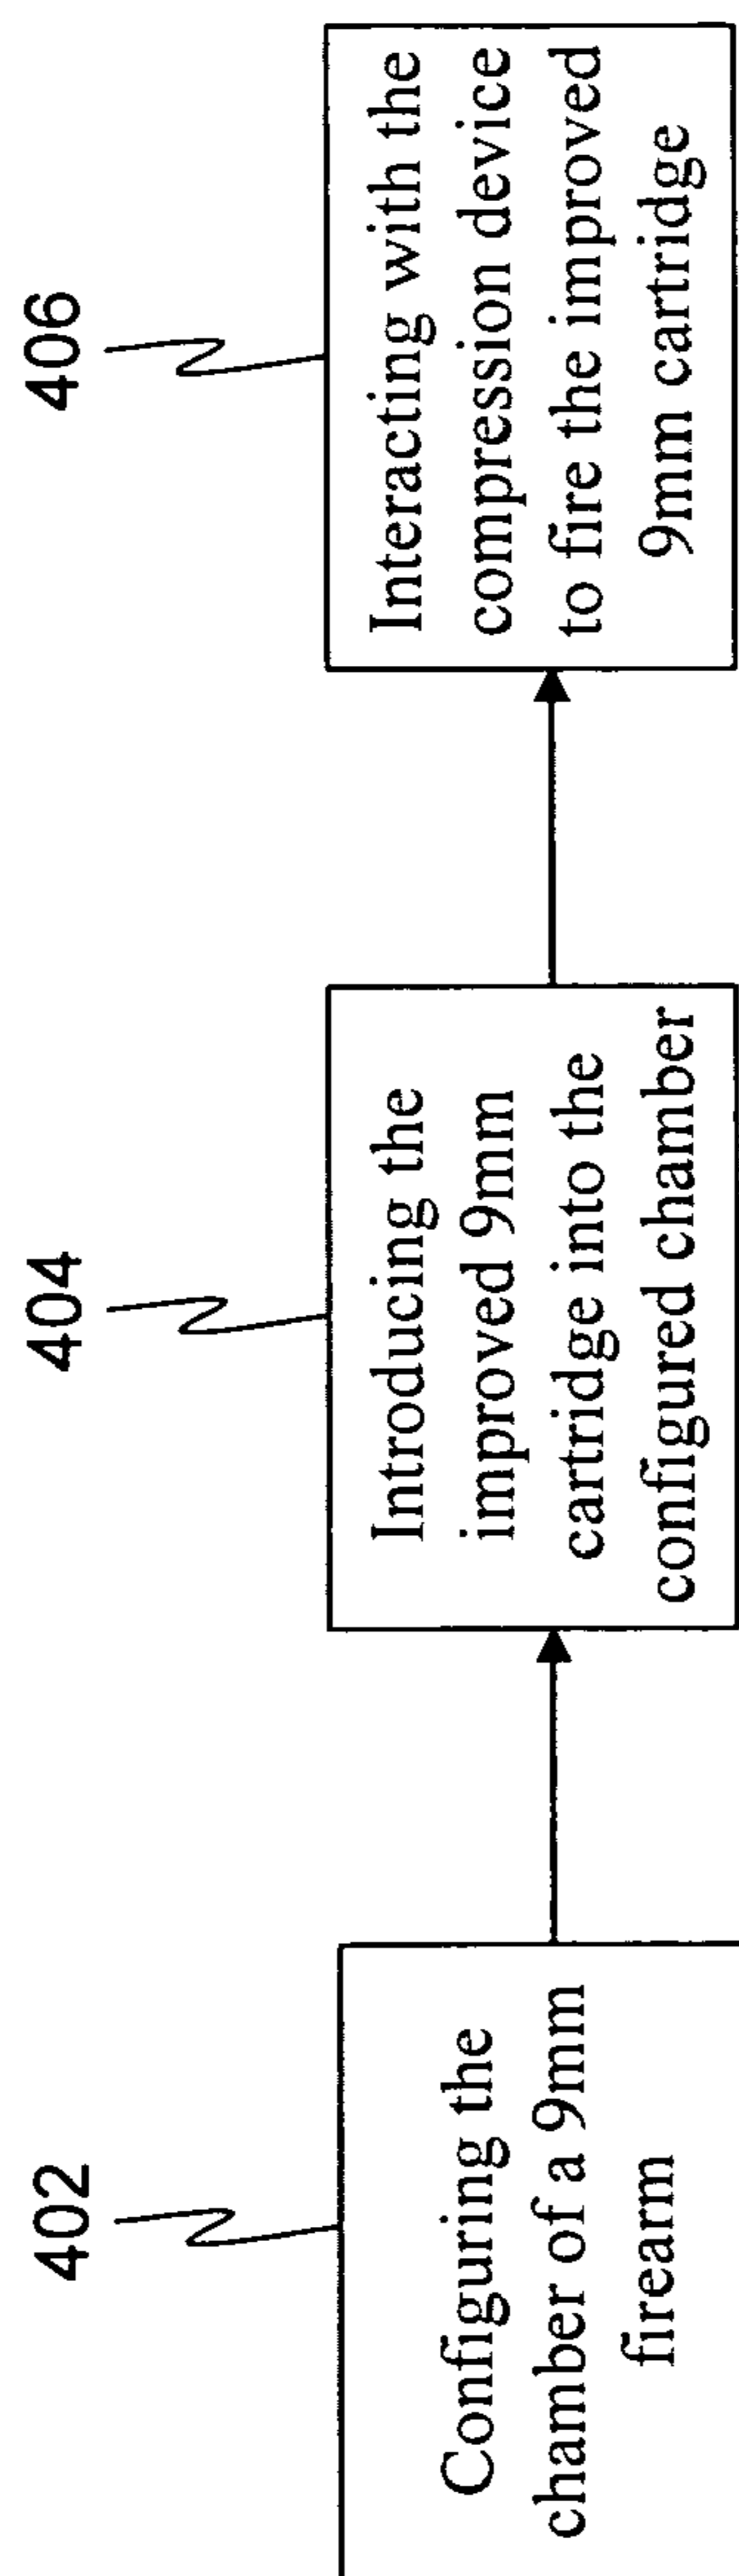 402
Configuring the
chamber of a 9mm
firearm
404
Introducing the
improved 9mm
cartridge into the
configured chamber
406
Interacting with the
compression device
to fire the improved
9mm cartridge